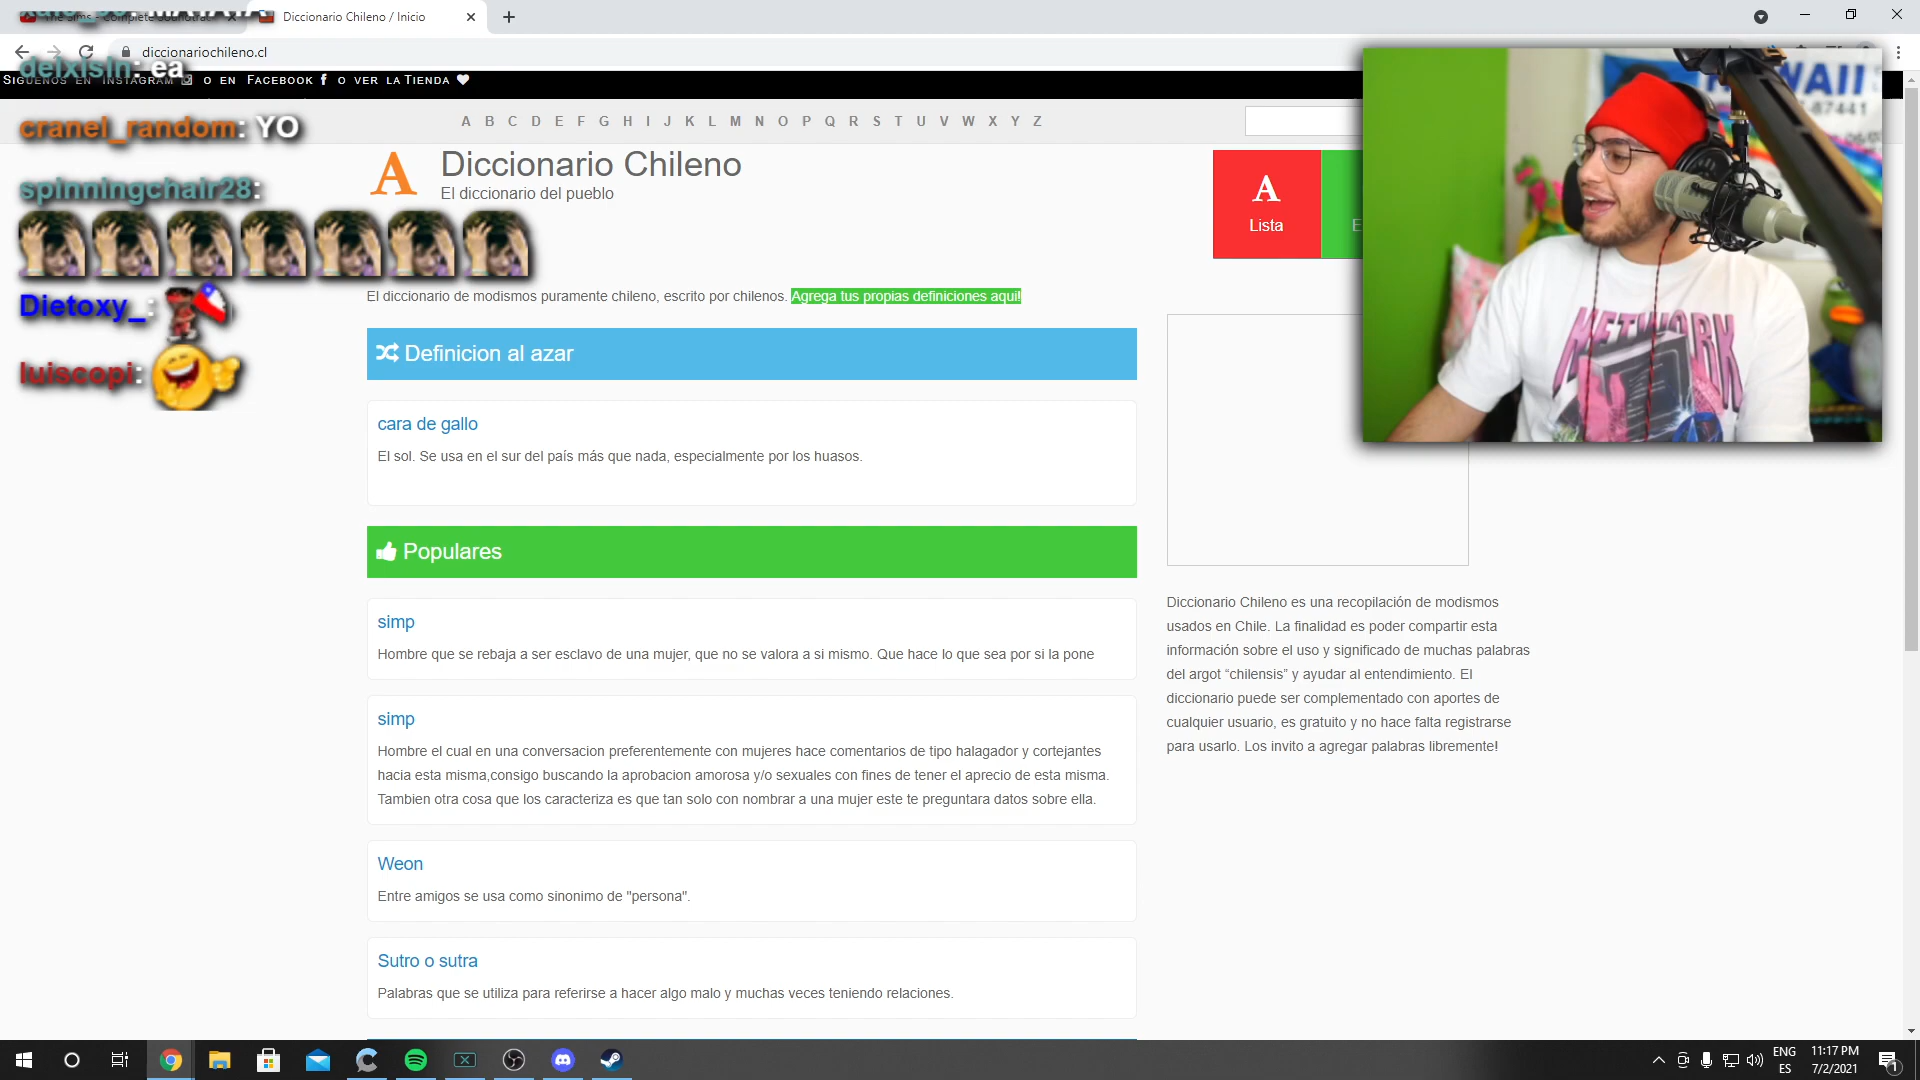 The Sims - Complete Soundtrac
Diccionario Chileno / Inicio
diccionariochileno.cl
deixisin: ea
SÍGUENOS EN INSTAGRAM O EN FACEBOOK O VER LA TIENDA
cranel_random: YO
A B C D E F G H I J K L M N O P Q R S T U V W X Y Z
Diccionario Chileno
El diccionario del pueblo
A
A
Lista
E
spinningchair28:
Dietoxy_:
luiscopi:
El diccionario de modismos puramente chileno, escrito por chilenos. Agrega tus propias definiciones aqui!
Definicion al azar
cara de gallo
El sol. Se usa en el sur del país más que nada, especialmente por los huasos.
Populares
simp
Hombre que se rebaja a ser esclavo de una mujer, que no se valora a si mismo. Que hace lo que sea por si la pone
simp
Hombre el cual en una conversacion preferentemente con mujeres hace comentarios de tipo halagador y cortejantes
hacia esta misma,consigo buscando la aprobacion amorosa y/o sexuales con fines de tener el aprecio de esta misma.
Tambien otra cosa que los caracteriza es que tan solo con nombrar a una mujer este te preguntara datos sobre ella.
Weon
Entre amigos se usa como sinonimo de "persona".
Sutro o sutra
Palabras que se utiliza para referirse a hacer algo malo y muchas veces teniendo relaciones.
Diccionario Chileno es una recopilación de modismos
usados en Chile. La finalidad es poder compartir esta
información sobre el uso y significado de muchas palabras
del argot “chilensis” y ayudar al entendimiento. El
diccionario puede ser complementado con aportes de
cualquier usuario, es gratuito y no hace falta registrarse
para usarlo. Los invito a agregar palabras libremente!
87441
ENG
ES
11:17 PM
7/2/2021
1